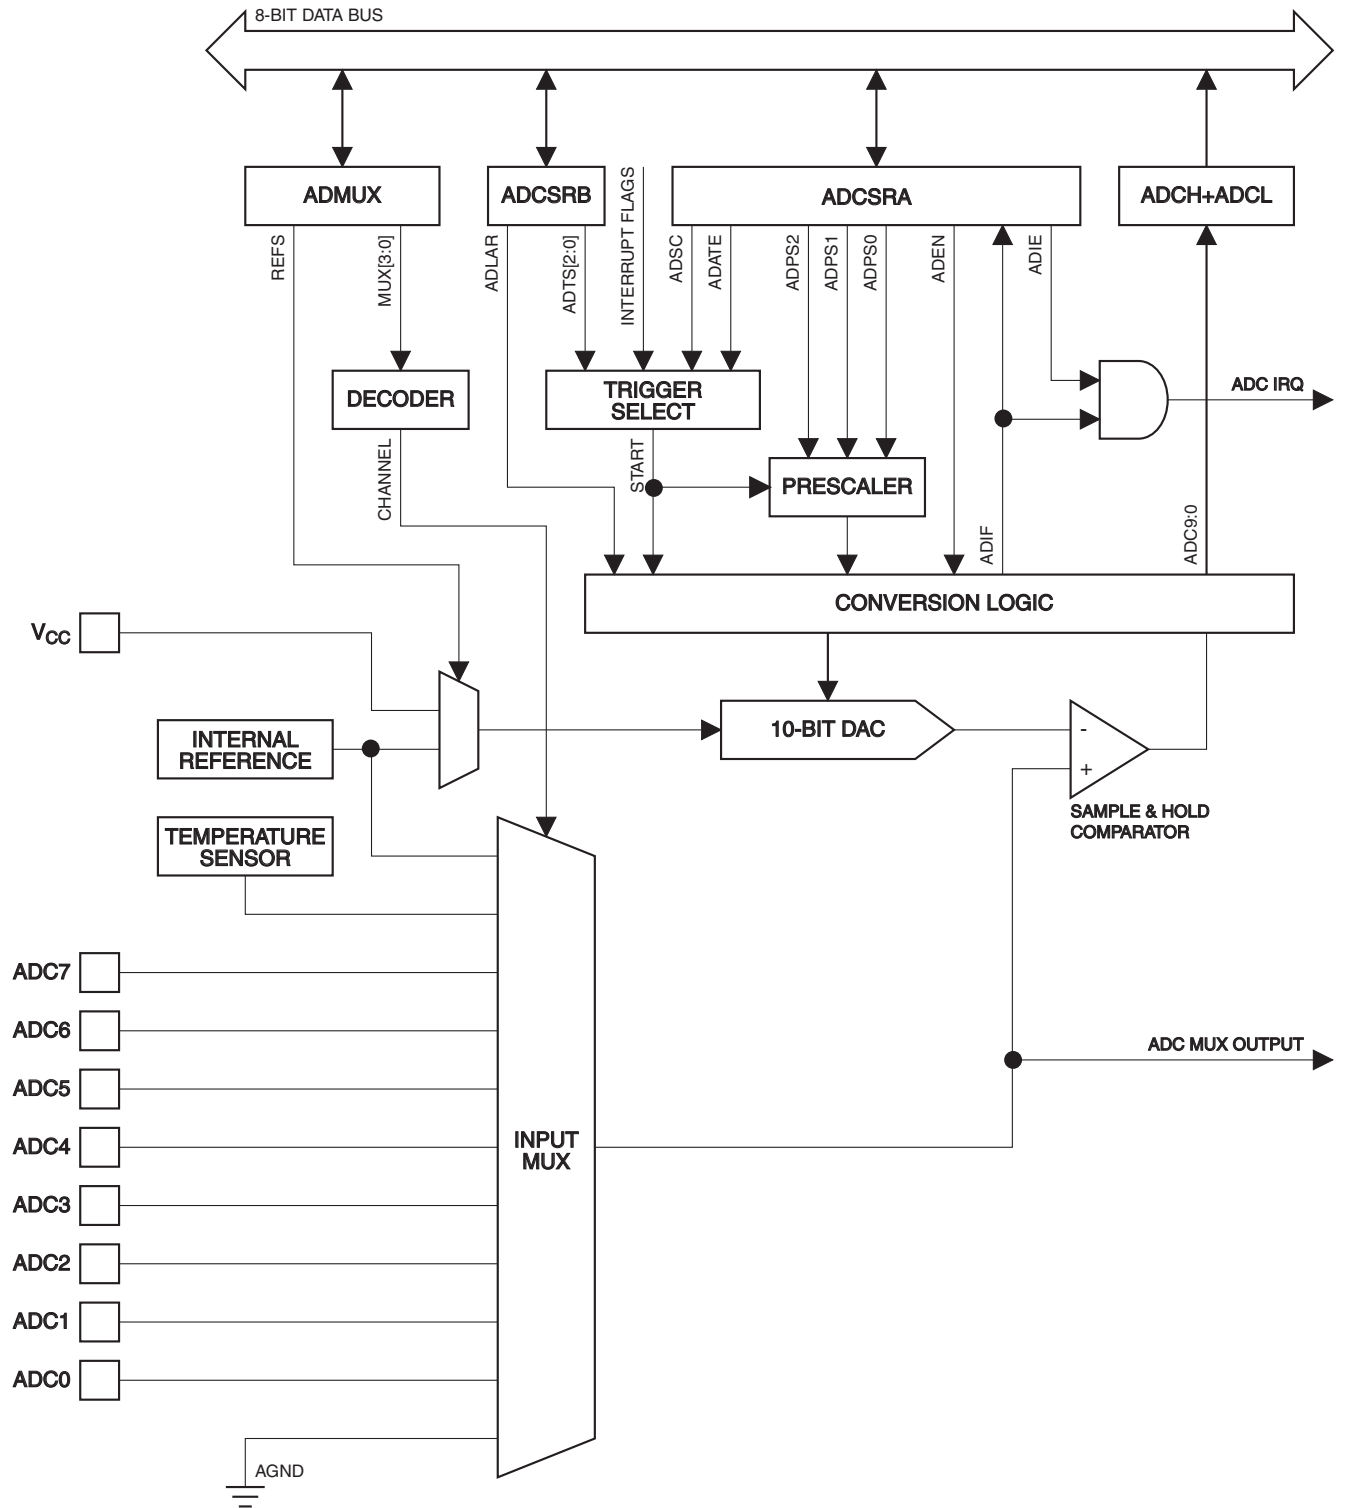 8-BIT DATA BUS
ADMUX
ADCSRB
INTERRUPT FLAGS
ADCSRA
ADCH+ADCL
REFS
MUX[3:0]
ADLAR
ADTS[2:0]
ADSC
ADATE
ADPS2
ADPS1
ADPS0
ADEN
ADIE
DECODER
TRIGGER
SELECT
ADC IRQ
CHANNEL
START
PRESCALER
ADIF
ADC9:0
CONVERSION LOGIC
VCC
INTERNAL
REFERENCE
10-BIT DAC
-
+
SAMPLE & HOLD
COMPARATOR
TEMPERATURE
SENSOR
ADC7
ADC6
ADC5
ADC MUX OUTPUT
ADC4
INPUT
MUX
ADC3
ADC2
ADC1
ADC0
AGND